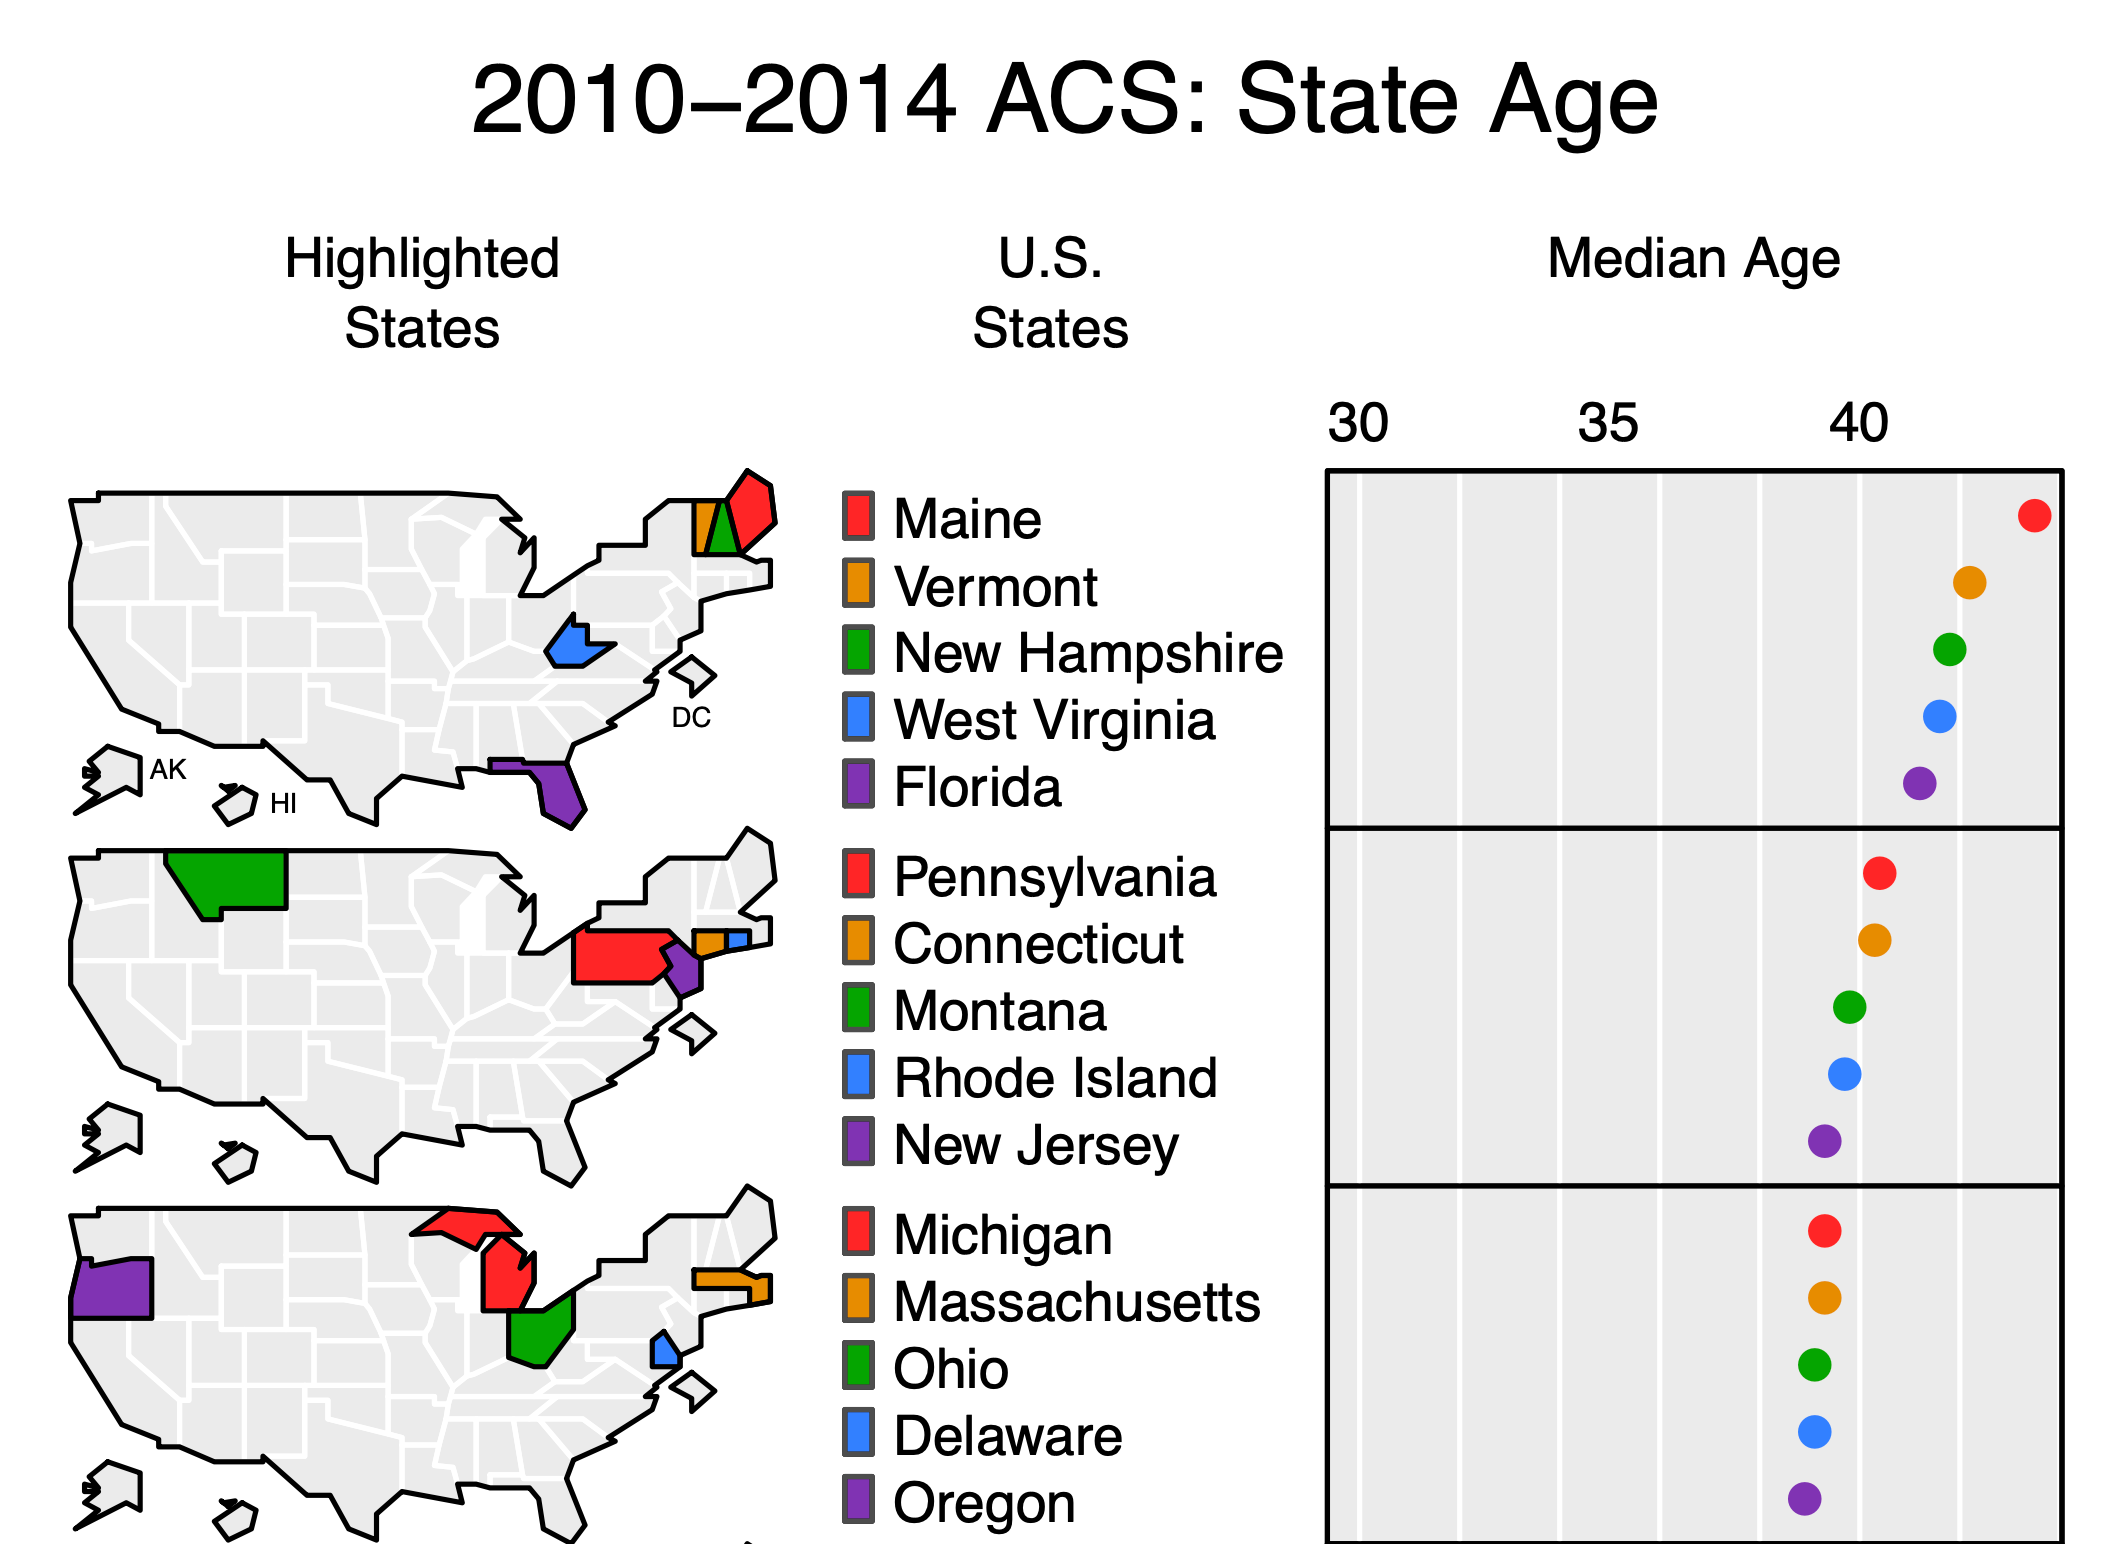 2010–2014 ACS: State Age
Highlighted
States
U.S.
States
Median Age
30 35 40
Maine
Vermont
New Hampshire
West Virginia
Florida
DC
AK
HI
Pennsylvania
Connecticut
Montana
Rhode Island
New Jersey
Michigan
Massachusetts
Ohio
Delaware
Oregon